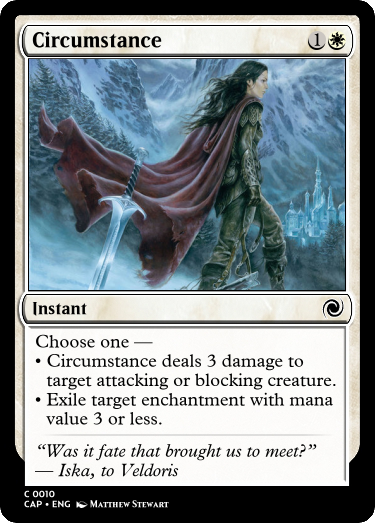 Circumstance 1
Instant
Choose one —
• Circumstance deals 3 damage to
target attacking or blocking creature.
• Exile target enchantment with mana
value 3 or less.
“Was it fate that brought us to meet?”
— Iska, to Veldoris
C 0010
CAP • ENG Matthew Stewart